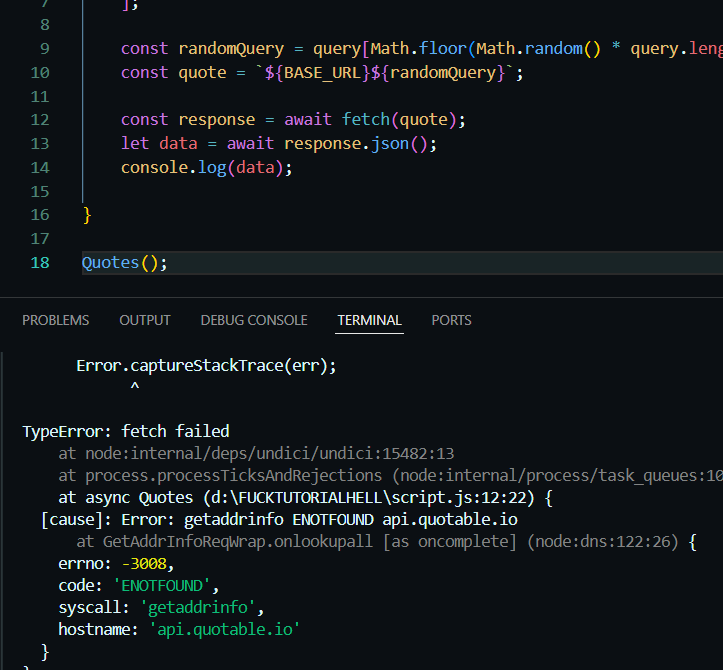 7 ];
8
9 const randomQuery = query[Math.floor(Math.random() * query.leng
10 const quote = `${BASE_URL}${randomQuery}`;
11
12 const response = await fetch(quote);
13 let data = await response.json();
14 console.log(data);
15
16 }
17
18 Quotes();
PROBLEMS OUTPUT DEBUG CONSOLE TERMINAL PORTS
Error.captureStackTrace(err);
^
TypeError: fetch failed
at node:internal/deps/undici/undici:15482:13
at process.processTicksAndRejections (node:internal/process/task_queues:10
at async Quotes (d:\FUCKTUTORIALHELL\script.js:12:22) {
[cause]: Error: getaddrinfo ENOTFOUND api.quotable.io
at GetAddrInfoReqWrap.onlookupall [as oncomplete] (node:dns:122:26) {
errno: -3008,
code: 'ENOTFOUND',
syscall: 'getaddrinfo',
hostname: 'api.quotable.io'
}
}